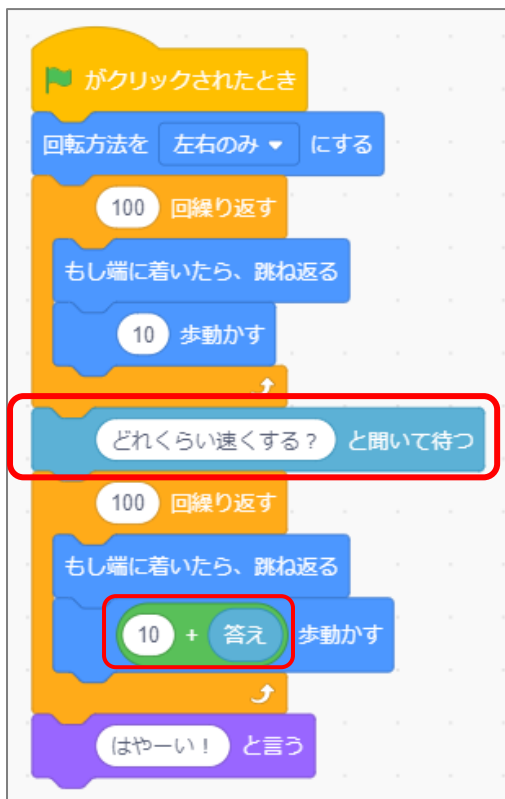 がクリックされたとき
回転方法を 左右のみ にする
100 回繰り返す
もし端に着いたら、跳ね返る
10 歩動かす
どれくらい速くする？ と聞いて待つ
100 回繰り返す
もし端に着いたら、跳ね返る
10 + 答え 歩動かす
はやーい！ と言う